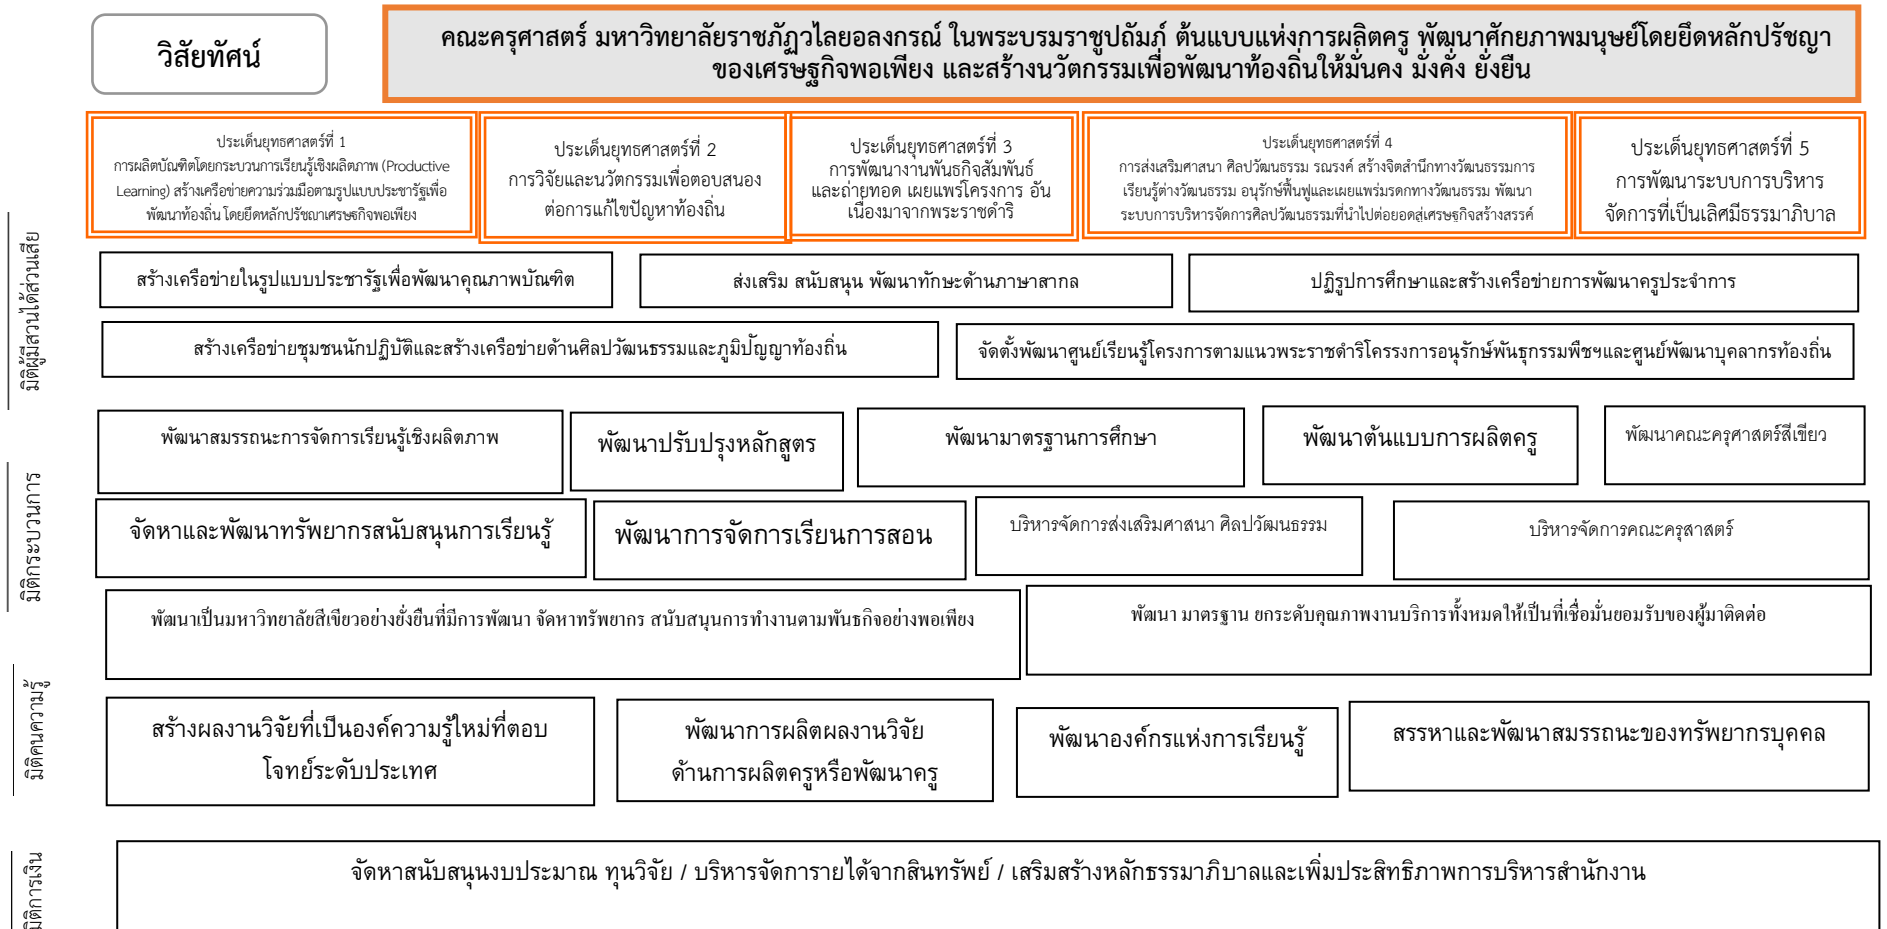 วิสัยทัศน์
คณะครุศาสตร์ มหาวิทยาลัยราชภัฏวไลยอลงกรณ์ ในพระบรมราชูปถัมภ์ ต้นแบบแห่งการผลิตครู พัฒนาศักยภาพมนุษย์โดยยึดหลักปรัชญา
ของเศรษฐกิจพอเพียง และสร้างนวัตกรรมเพื่อพัฒนาท้องถิ่นให้มั่นคง มั่งคั่ง ยั่งยืน
ประเด็นยุทธศาสตร์ที่ 1
การผลิตบัณฑิตโดยกระบวนการเรียนรู้เชิงผลิตภาพ (Productive
Learning) สร้างเครือข่ายความร่วมมือตามรูปแบบประชารัฐเพื่อ
พัฒนาท้องถิ่น โดยยึดหลักปรัชญาเศรษฐกิจพอเพียง
ประเด็นยุทธศาสตร์ที่ 2
การวิจัยและนวัตกรรมเพื่อตอบสนอง
ต่อการแก้ไขปัญหาท้องถิ่น
ประเด็นยุทธศาสตร์ที่ 3
การพัฒนางานพันธกิจสัมพันธ์
และถ่ายทอด เผยแพร่โครงการ อัน
เนื่องมาจากพระราชดำริ
ประเด็นยุทธศาสตร์ที่ 4
การส่งเสริมศาสนา ศิลปวัฒนธรรม รณรงค์ สร้างจิตสำนึกทางวัฒนธรรมการ
เรียนรู้ต่างวัฒนธรรม อนุรักษ์ฟื้นฟูและเผยแพร่มรดกทางวัฒนธรรม พัฒนา
ระบบการบริหารจัดการศิลปวัฒนธรรมที่นำไปต่อยอดสู่เศรษฐกิจสร้างสรรค์
ประเด็นยุทธศาสตร์ที่ 5
การพัฒนาระบบการบริหาร
จัดการที่เป็นเลิศมีธรรมาภิบาล
มิติผู้มีส่วนได้ส่วนเสีย
สร้างเครือข่ายในรูปแบบประชารัฐเพื่อพัฒนาคุณภาพบัณฑิต
ส่งเสริม สนับสนุน พัฒนาทักษะด้านภาษาสากล
ปฏิรูปการศึกษาและสร้างเครือข่ายการพัฒนาครูประจำการ
สร้างเครือข่ายชุมชนนักปฏิบัติและสร้างเครือข่ายด้านศิลปวัฒนธรรมและภูมิปัญญาท้องถิ่น
จัดตั้งพัฒนาศูนย์เรียนรู้โครงการตามแนวพระราชดำริโครรงการอนุรักษ์พันธุกรรมพืชฯและศูนย์พัฒนาบุคลากรท้องถิ่น
มิติกระบวนการ
พัฒนาสมรรถนะการจัดการเรียนรู้เชิงผลิตภาพ
พัฒนาปรับปรุงหลักสูตร
พัฒนามาตรฐานการศึกษา
พัฒนาต้นแบบการผลิตครู
พัฒนาคณะครุศาสตร์สีเขียว
จัดหาและพัฒนาทรัพยากรสนับสนุนการเรียนรู้
พัฒนาการจัดการเรียนการสอน
บริหารจัดการส่งเสริมศาสนา ศิลปวัฒนธรรม
บริหารจัดการคณะครุสาสตร์
พัฒนาเป็นมหาวิทยาลัยสีเขียวอย่างยั่งยืนที่มีการพัฒนา จัดหาทรัพยากร สนับสนุนการทำงานตามพันธกิจอย่างพอเพียง
พัฒนา มาตรฐาน ยกระดับคุณภาพงานบริการทั้งหมดให้เป็นที่เชื่อมั่นยอมรับของผู้มาติดต่อ
มิติคนความรู้
สร้างผลงานวิจัยที่เป็นองค์ความรู้ใหม่ที่ตอบ
โจทย์ระดับประเทศ
พัฒนาการผลิตผลงานวิจัย
ด้านการผลิตครูหรือพัฒนาครู
พัฒนาองค์กรแห่งการเรียนรู้
สรรหาและพัฒนาสมรรถนะของทรัพยากรบุคคล
มิติการเงิน
จัดหาสนับสนุนงบประมาณ ทุนวิจัย / บริหารจัดการรายได้จากสินทรัพย์ / เสริมสร้างหลักธรรมาภิบาลและเพิ่มประสิทธิภาพการบริหารสำนักงาน